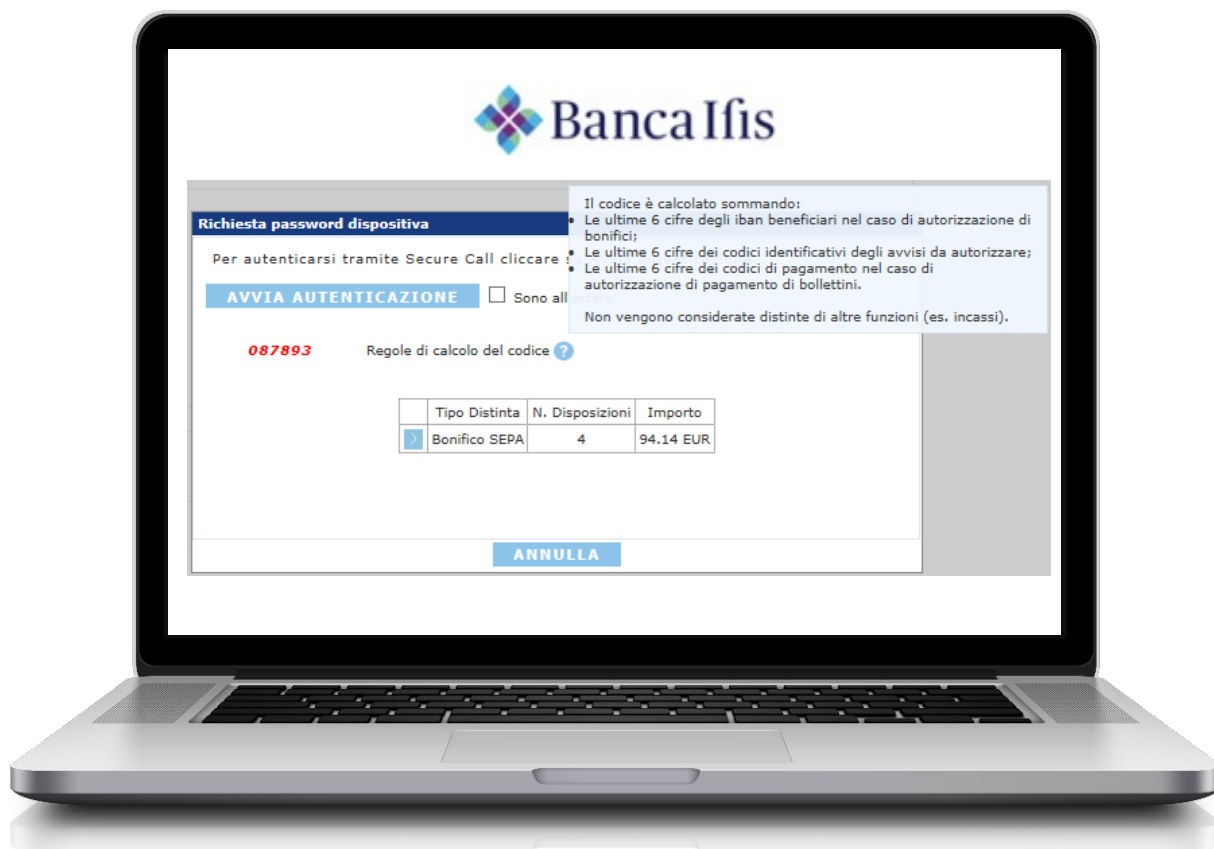 Banca Ifis
Il codice è calcolato sommando:
Le ultime 6 cifre degli iban beneficiari nel caso di autorizzazione di
bonifici;
Le ultime 6 cifre dei codici identificativi degli avvisi da autorizzare;
Le ultime 6 cifre dei codici di pagamento nel caso di
autorizzazione di pagamento di bollettini.
Non vengono considerate distinte di altre funzioni (es. incassi).
Richiesta password dispositiva
Per autenticarsi tramite Secure Call cliccare
AVVIA AUTENTICAZIONE Sono all'estero
087893 Regole di calcolo del codice ?
Tipo Distinta N. Disposizioni Importo
> Bonifico SEPA 4 94.14 EUR
ANNULLA